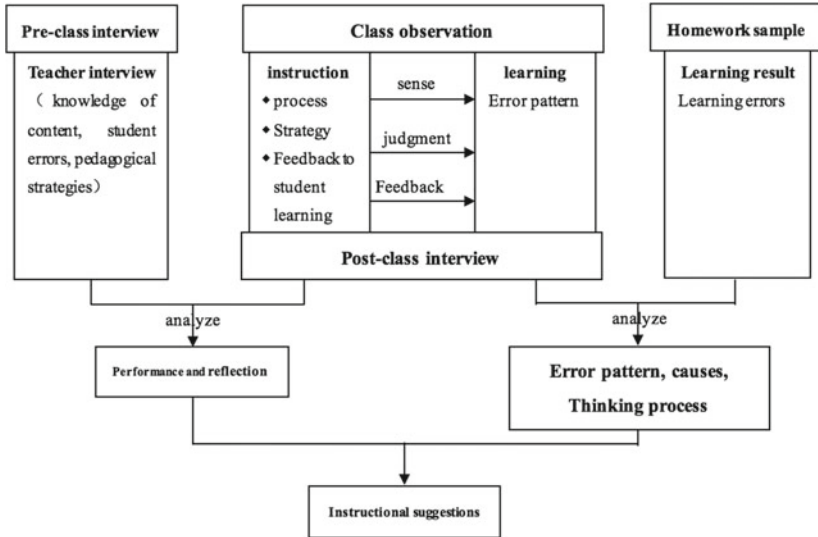 Pre-class interview
Teacher interview
（ knowledge of
content, student
errors, pedagogical
strategies）
Class observation
instruction
◆ process
◆ Strategy
◆ Feedback to
student
learning
sense
judgment
Feedback
learning
Error pattern
Post-class interview
Homework sample
Learning result
Learning errors
analyze
analyze
Performance and reflection
Error pattern, causes,
Thinking process
Instructional suggestions